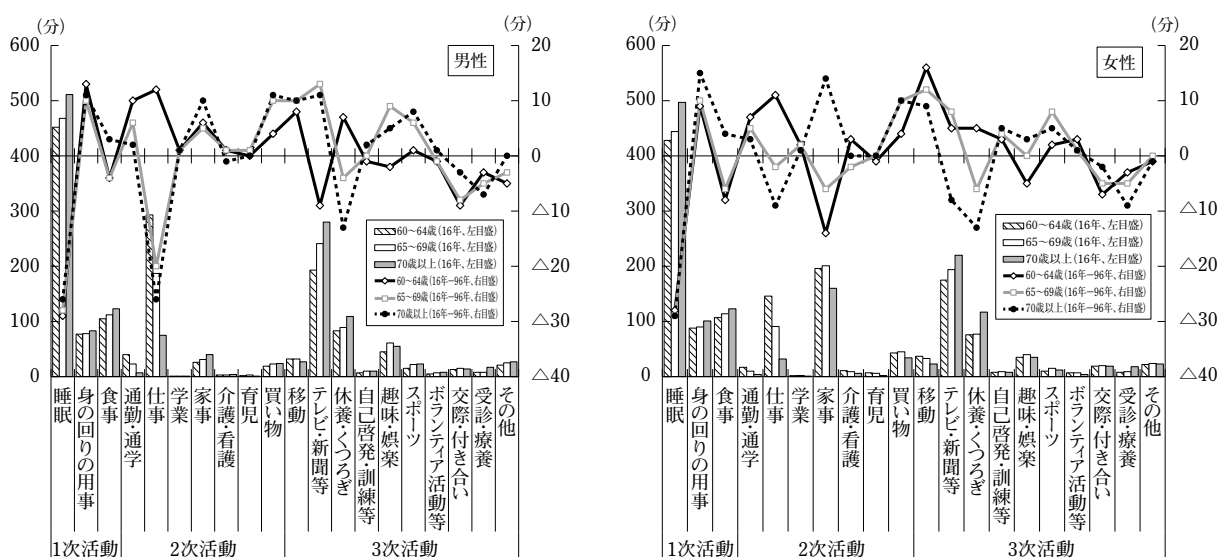 (分)
(分)
600
500
400
300
200
100
0
20
10
0
△10
△20
△30
△40
男性
60～64歳(16年、左目盛)
65～69歳(16年、左目盛)
70歳以上(16年、左目盛)
60～64歳(16年－96年、右目盛)
65～69歳(16年－96年、右目盛)
70歳以上(16年－96年、右目盛)
睡眠
身の回りの用事
食事
通勤・通学
仕事
学業
家事
介護・看護
育児
買い物
移動
テレビ・新聞等
休養・くつろぎ
自己啓発・訓練等
趣味・娯楽
スポーツ
ボランティア活動等
交際・付き合い
受診・療養
その他
1次活動
2次活動
3次活動
(分)
(分)
600
500
400
300
200
100
0
20
10
0
△10
△20
△30
△40
女性
60～64歳(16年、左目盛)
65～69歳(16年、左目盛)
70歳以上(16年、左目盛)
60～64歳(16年－96年、右目盛)
65～69歳(16年－96年、右目盛)
70歳以上(16年－96年、右目盛)
睡眠
身の回りの用事
食事
通勤・通学
仕事
学業
家事
介護・看護
育児
買い物
移動
テレビ・新聞等
休養・くつろぎ
自己啓発・訓練等
趣味・娯楽
スポーツ
ボランティア活動等
交際・付き合い
受診・療養
その他
1次活動
2次活動
3次活動